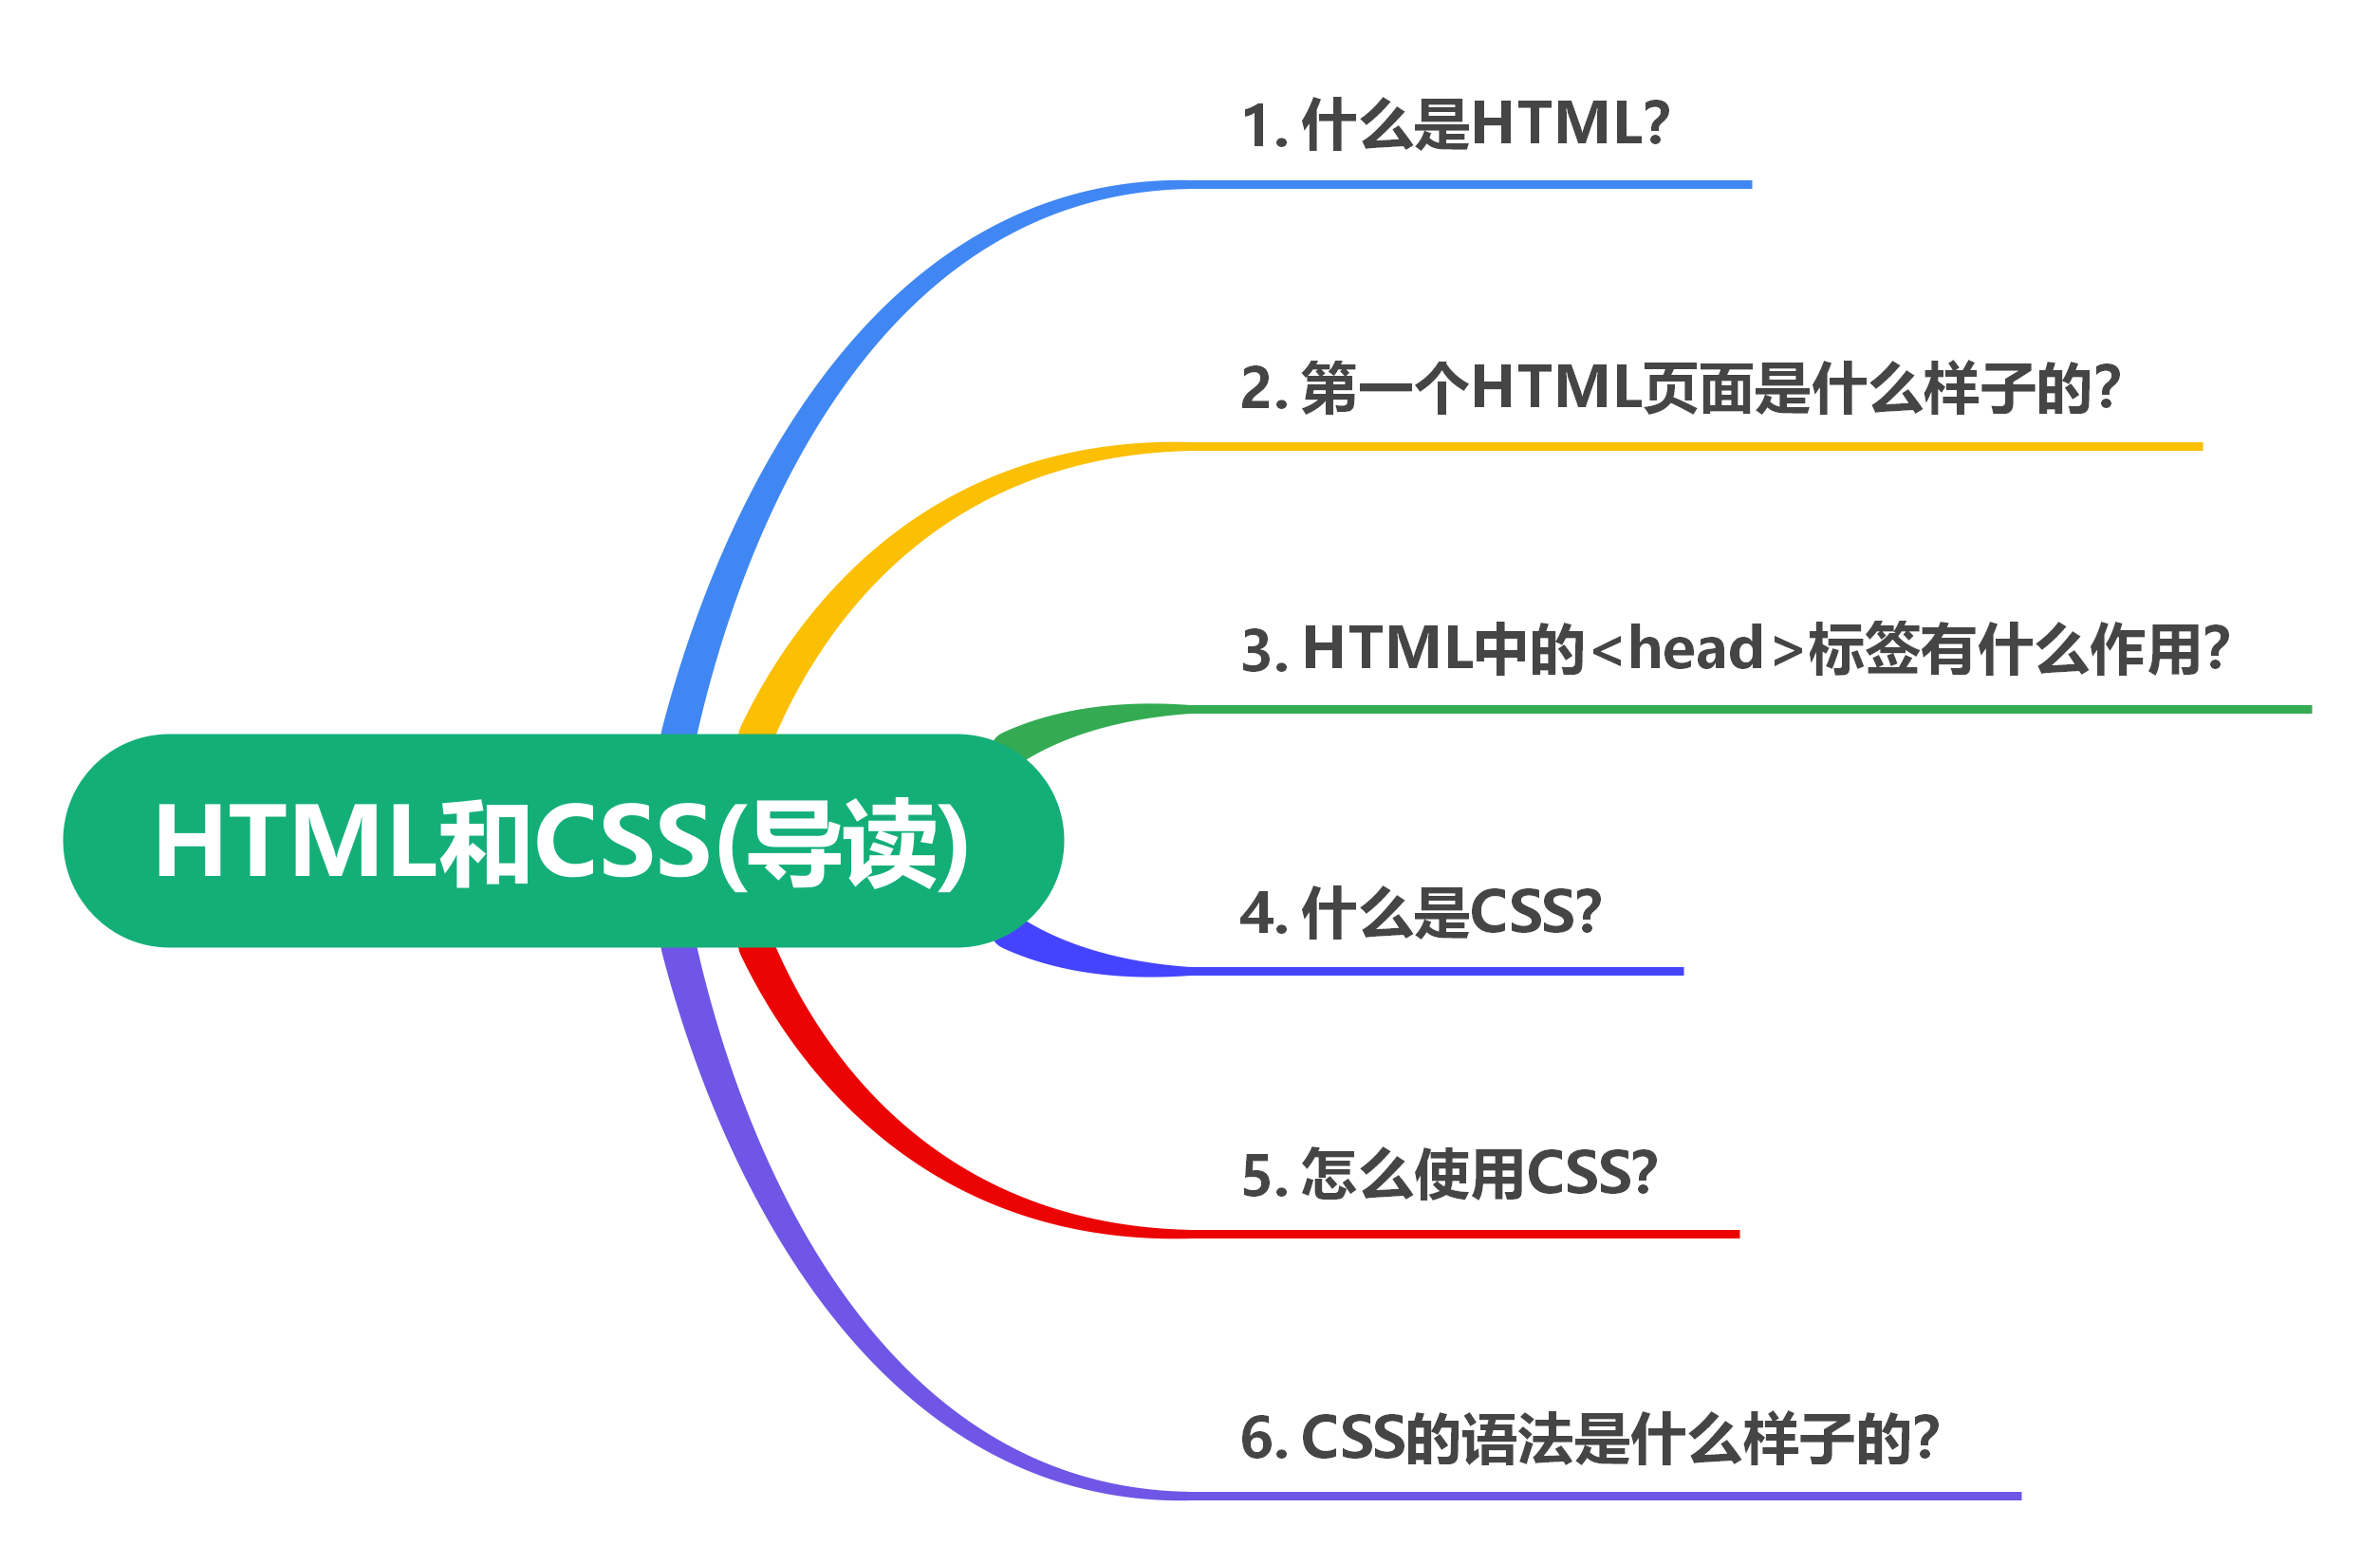 1. 什么是HTML?
2. 第一个HTML页面是什么样子的?
3. HTML中的<head>标签有什么作用?
HTML和CSS(导读)
4. 什么是CSS?
5. 怎么使用CSS?
6. CSS的语法是什么样子的?